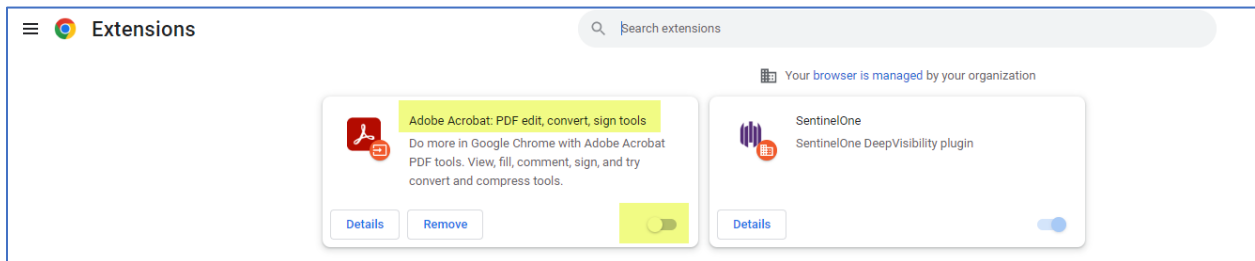 Extensions
Search extensions
Your browser is managed by your organization
Adobe Acrobat: PDF edit, convert, sign tools
Do more in Google Chrome with Adobe Acrobat
PDF tools. View, fill, comment, sign, and try
convert and compress tools.
Details
Remove
SentinelOne
SentinelOne DeepVisibility plugin
Details